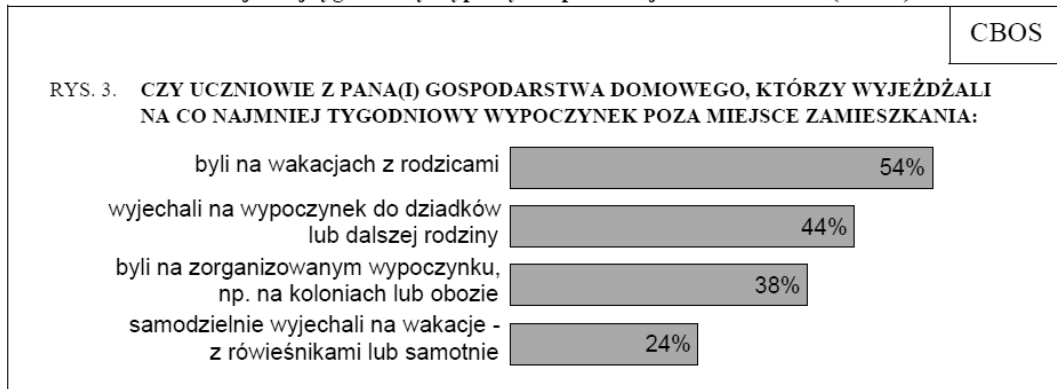 CBOS
RYS. 3. CZY UCZNIOWIE Z PANA(I) GOSPODARSTWA DOMOWEGO, KTÓRZY WYJEŻDŻALI
NA CO NAJMNIEJ TYGODNIOWY WYPOCZYNEK POZA MIEJSCE ZAMIESZKANIA:
byli na wakacjach z rodzicami 54%
wyjechali na wypoczynek do dziadków
lub dalszej rodziny 44%
byli na zorganizowanym wypoczynku,
np. na koloniach lub obozie 38%
samodzielnie wyjechali na wakacje -
z rówieśnikami lub samotnie 24%